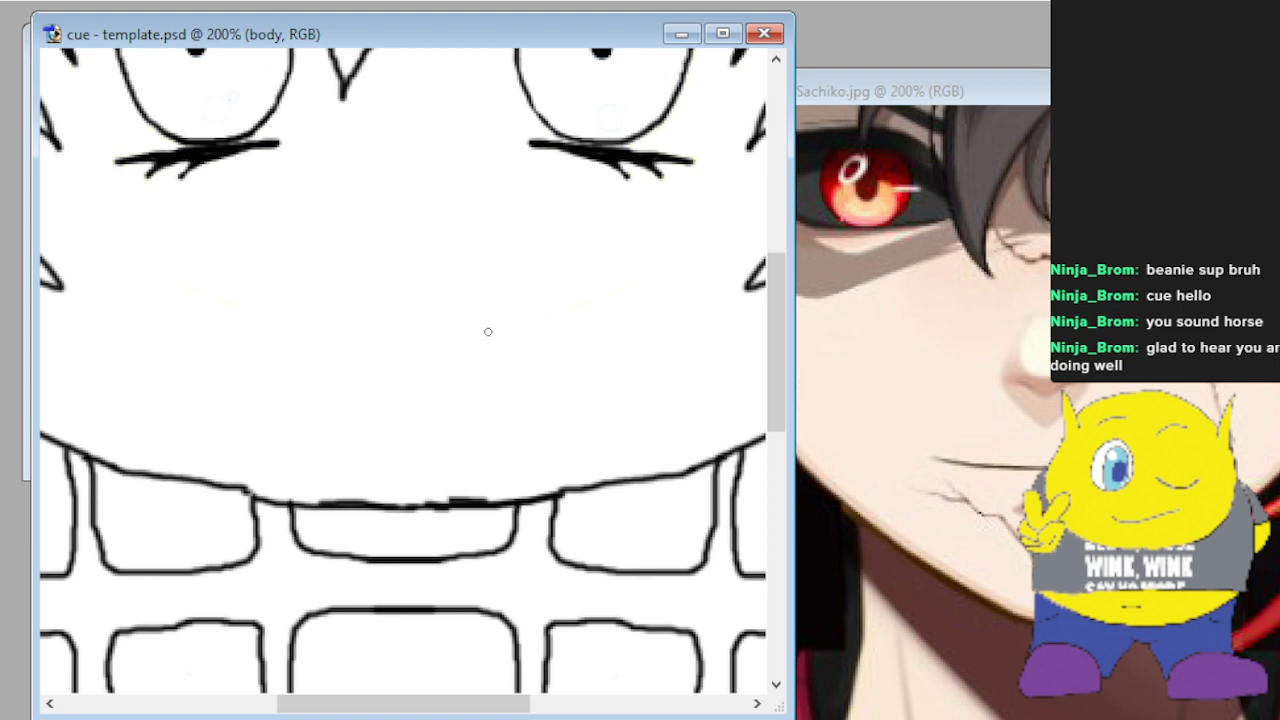 cue - template.psd @ 200% (body, RGB)
Sachiko.jpg @ 200% (RGB)
Ninja_Brom: beanie sup bruh
Ninja_Brom: cue hello
Ninja_Brom: you sound horse
Ninja_Brom: glad to hear you ar
doing well
WINK, WINK